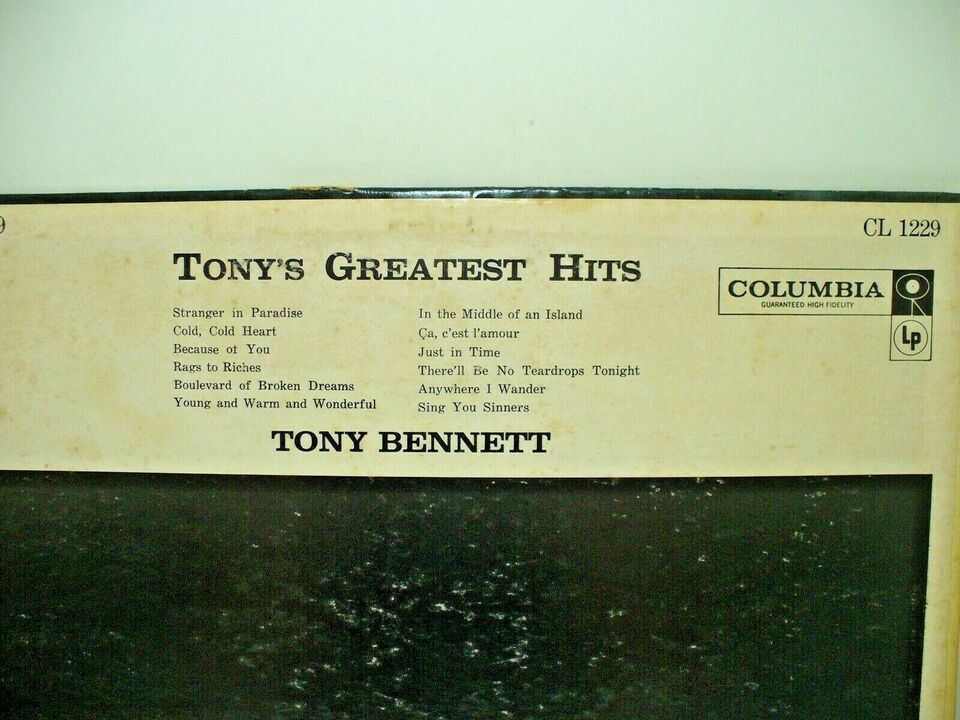 9
CL 1229
TONY'S GREATEST HITS
COLUMBIA
GUARANTEED HIGH FIDELITY
Lp
Stranger in Paradise
Cold, Cold Heart
Because of You
Rags to Riches
Boulevard of Broken Dreams
Young and Warm and Wonderful
In the Middle of an Island
Ça, c'est l'amour
Just in Time
There'll Be No Teardrops Tonight
Anywhere I Wander
Sing You Sinners
TONY BENNETT